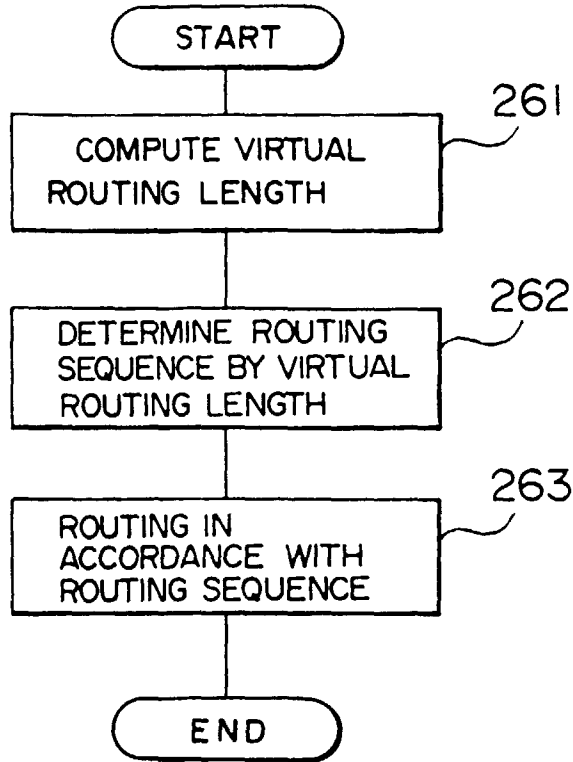 START
261
COMPUTE VIRTUAL
ROUTING LENGTH
262
DETERMINE ROUTING
SEQUENCE BY VIRTUAL
ROUTING LENGTH
263
ROUTING IN
ACCORDANCE WITH
ROUTING SEQUENCE
END